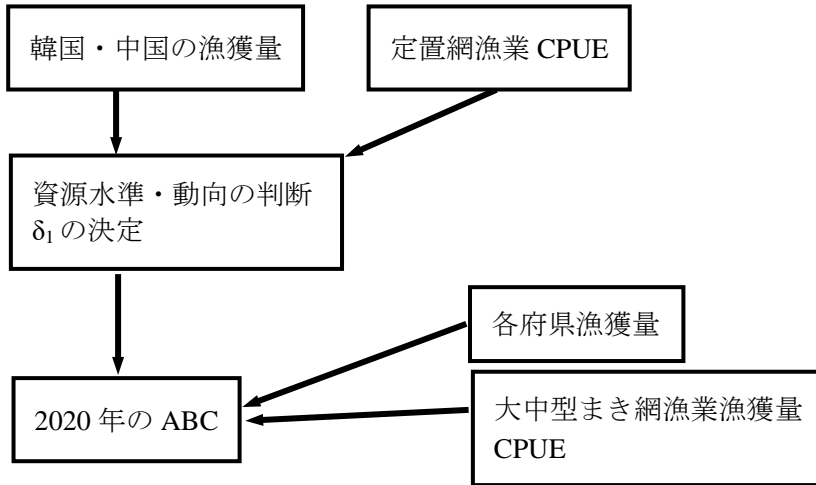 韓国・中国の漁獲量
定置網漁業 CPUE
資源水準・動向の判断
δ₁ の決定
各府県漁獲量
2020 年の ABC
大中型まき網漁業漁獲量
CPUE